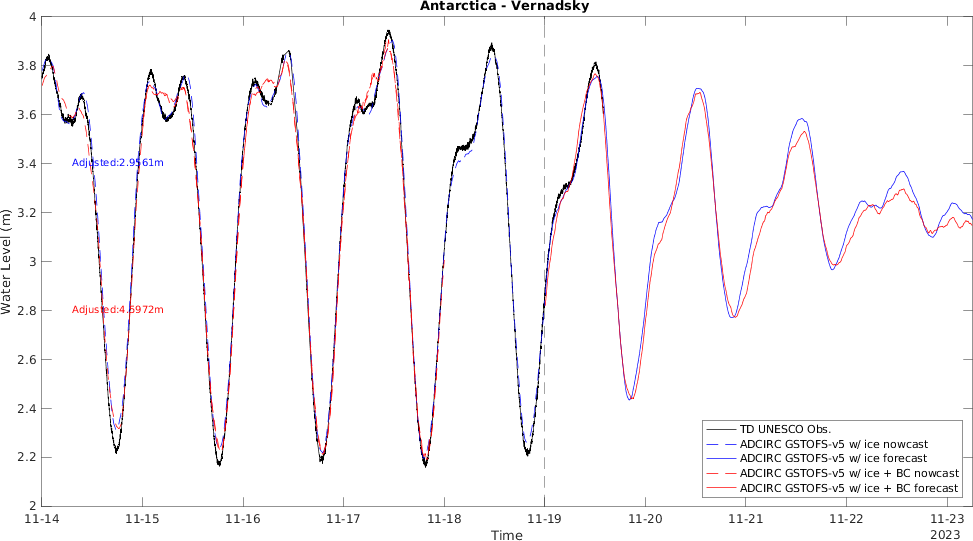 Antarctica - Vernadsky
4
3.8
3.6
3.4
3.2
3
2.8
2.6
2.4
2.2
2
Water Level (m)
Adjusted:2.9561m
Adjusted:4.6972m
TD UNESCO Obs.
ADCIRC GSTOFS-v5 w/ ice nowcast
ADCIRC GSTOFS-v5 w/ ice forecast
ADCIRC GSTOFS-v5 w/ ice + BC nowcast
ADCIRC GSTOFS-v5 w/ ice + BC forecast
11-14 11-15 11-16 11-17 11-18 11-19 11-20 11-21 11-22 11-23
2023
Time